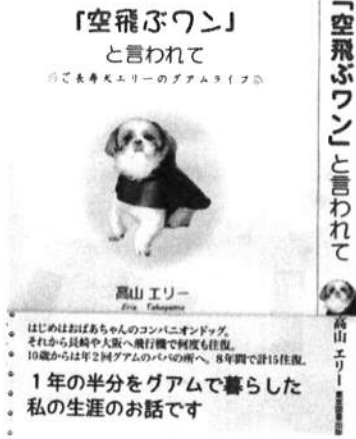 「空飛ぶワン」
と言われて
ご長寿犬エリーのグアムライフ
高山 エリー
Erie Takayama
はじめはおばあちゃんのコンパニオンドッグ。
それから長崎や大阪へ飛行機で何度も往復。
10歳からは年2回グアムのパパの所へ。8年間で計15往復。
1年の半分をグアムで暮らした
私の生涯のお話です
「空飛ぶワン」と言われて
高山 エリー
東京図書出版